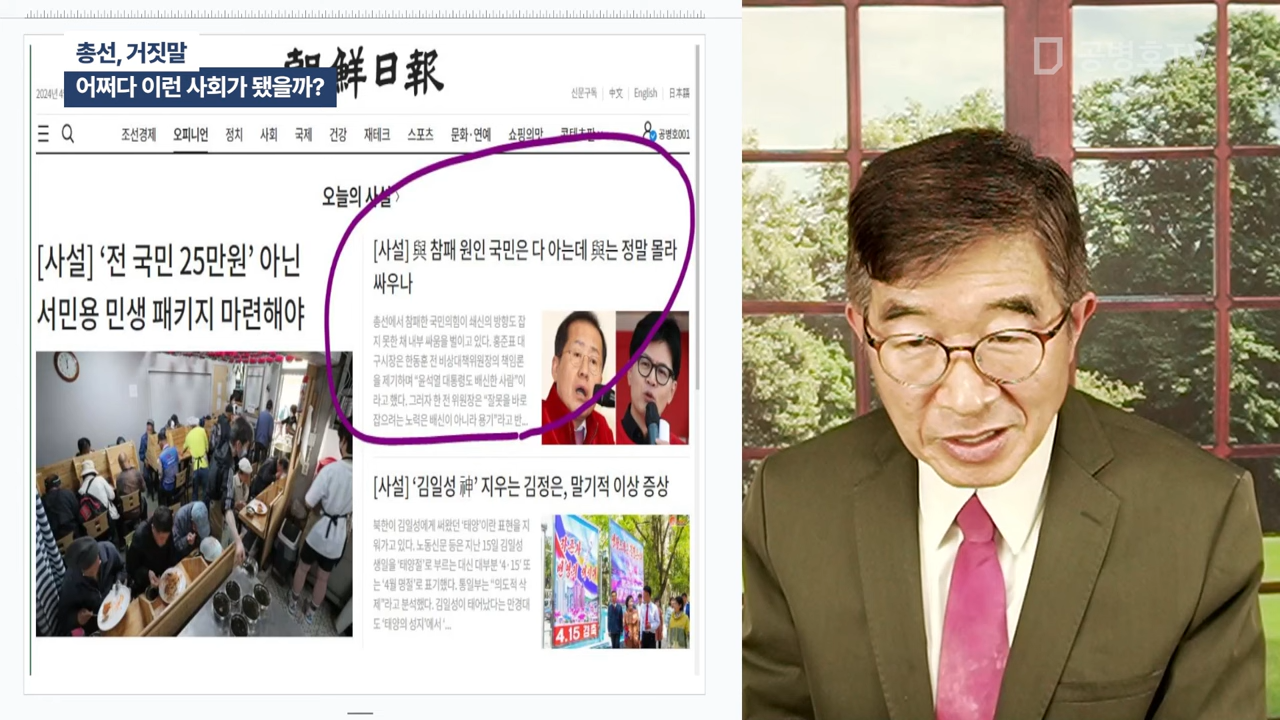 총선, 거짓말
어쩌다 이런 사회가 됐을까?
朝鮮日報
2024년
신문구독 | 中文 | English | 日本語
조선경제 오피니언 정치 사회 국제 건강 재테크 스포츠 문화·연예 쇼핑의맛
공병호001
오늘의 사설 >
[사설] ‘전 국민 25만원’ 아닌
서민용 민생 패키지 마련해야
[사설] 與 참패 원인 국민은 다 아는데 與는 정말 몰라
싸우나
총선에서 참패한 국민의힘이 쇄신의 방향도 잡
지 못한 채 내부 싸움을 벌이고 있다. 홍준표 대
구시장은 한동훈 전 비상대책위원장의 책임론
을 제기하며 “윤석열 대통령도 배신한 사람”이
라고 했다. 그러자 한 전 위원장은 “잘못을 바로
잡으려는 노력은 배신이 아니라 용기”라고 반...
[사설] ‘김일성 神’ 지우는 김정은, 말기적 이상 증상
북한이 김일성에게 써왔던 ‘태양’이란 표현을 지
워가고 있다. 노동신문 등은 지난 15일 김일성
생일을 ‘태양절’로 부르는 대신 대부분 ‘4·15’ 또
는 ‘4월 명절’로 표기했다. 통일부는 “의도적 삭
제”라고 분석했다. 김일성이 태어났다는 만경대
도 ‘태양의 성지’에서 ‘...
4.15 경축
공병호TV